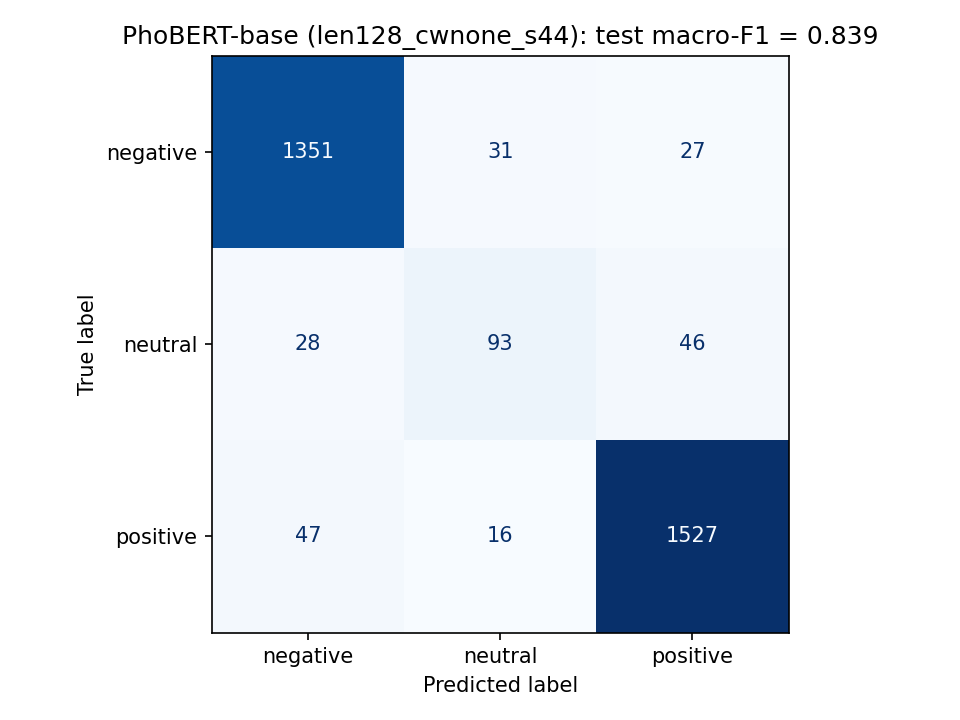 PhoBERT-base (len128_cwnone_s44): test macro-F1 = 0.839
negative 1351 31 27
True label
neutral 28 93 46
positive 47 16 1527
negative neutral positive
Predicted label